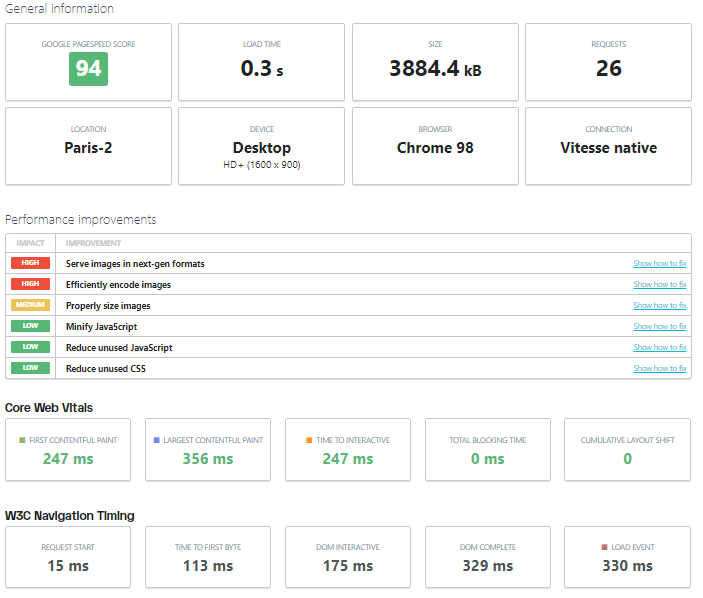 General information
GOOGLE PAGESPEED SCORE
94
LOAD TIME
0.3 s
SIZE
3884.4 kB
REQUESTS
26
LOCATION
Paris-2
DEVICE
Desktop
HD+ (1600 x 900)
BROWSER
Chrome 98
CONNECTION
Vitesse native
Performance improvements
IMPACT IMPROVEMENT
HIGH Serve images in next-gen formats Show how to fix
HIGH Efficiently encode images Show how to fix
MEDIUM Properly size images Show how to fix
LOW Minify JavaScript Show how to fix
LOW Reduce unused JavaScript Show how to fix
LOW Reduce unused CSS Show how to fix
Core Web Vitals
FIRST CONTENTFUL PAINT
247 ms
LARGEST CONTENTFUL PAINT
356 ms
TIME TO INTERACTIVE
247 ms
TOTAL BLOCKING TIME
0 ms
CUMULATIVE LAYOUT SHIFT
0
W3C Navigation Timing
REQUEST START
15 ms
TIME TO FIRST BYTE
113 ms
DOM INTERACTIVE
175 ms
DOM COMPLETE
329 ms
LOAD EVENT
330 ms